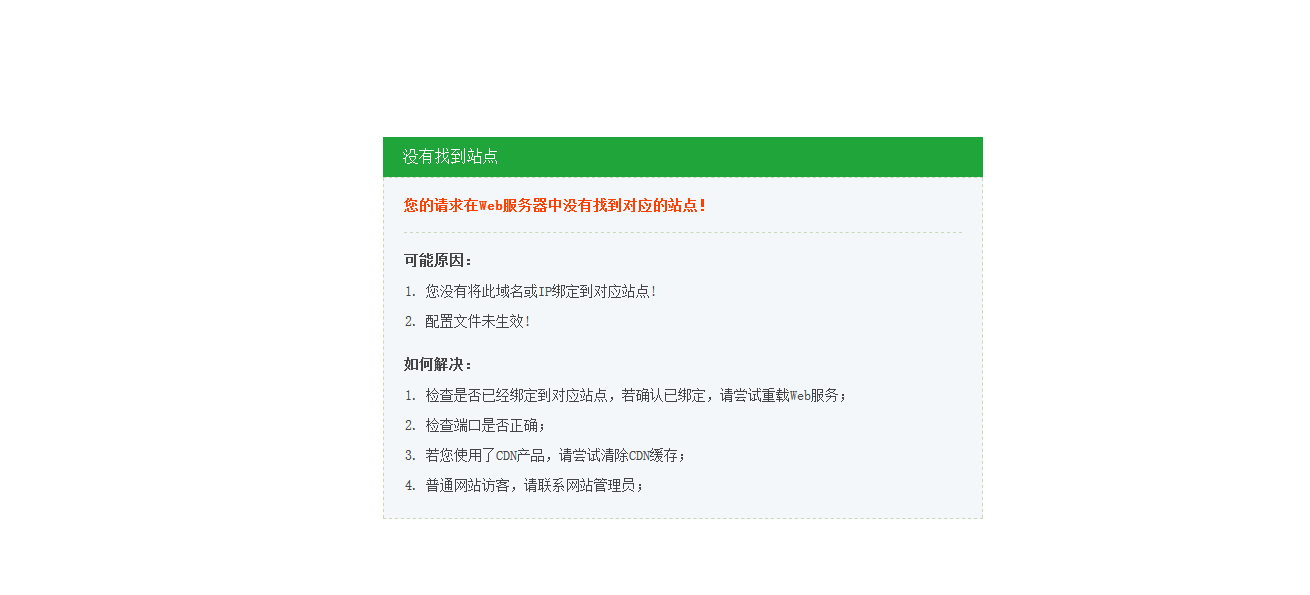 没有找到站点
您的请求在Web服务器中没有找到对应的站点！
可能原因：
1. 您没有将此域名或IP绑定到对应站点！
2. 配置文件未生效！
如何解决：
1. 检查是否已经绑定到对应站点，若确认已绑定，请尝试重载Web服务；
2. 检查端口是否正确；
3. 若您使用了CDN产品，请尝试清除CDN缓存；
4. 普通网站访客，请联系网站管理员；